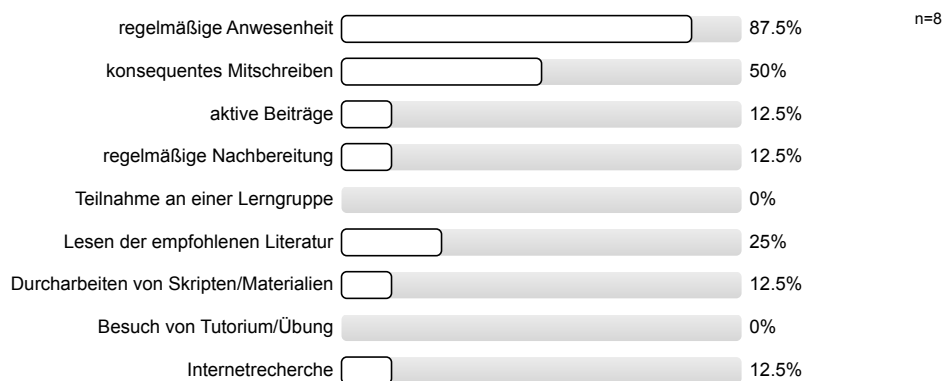 regelmäßige Anwesenheit 87.5% n=8
konsequentes Mitschreiben 50%
aktive Beiträge 12.5%
regelmäßige Nachbereitung 12.5%
Teilnahme an einer Lerngruppe 0%
Lesen der empfohlenen Literatur 25%
Durcharbeiten von Skripten/Materialien 12.5%
Besuch von Tutorium/Übung 0%
Internetrecherche 12.5%